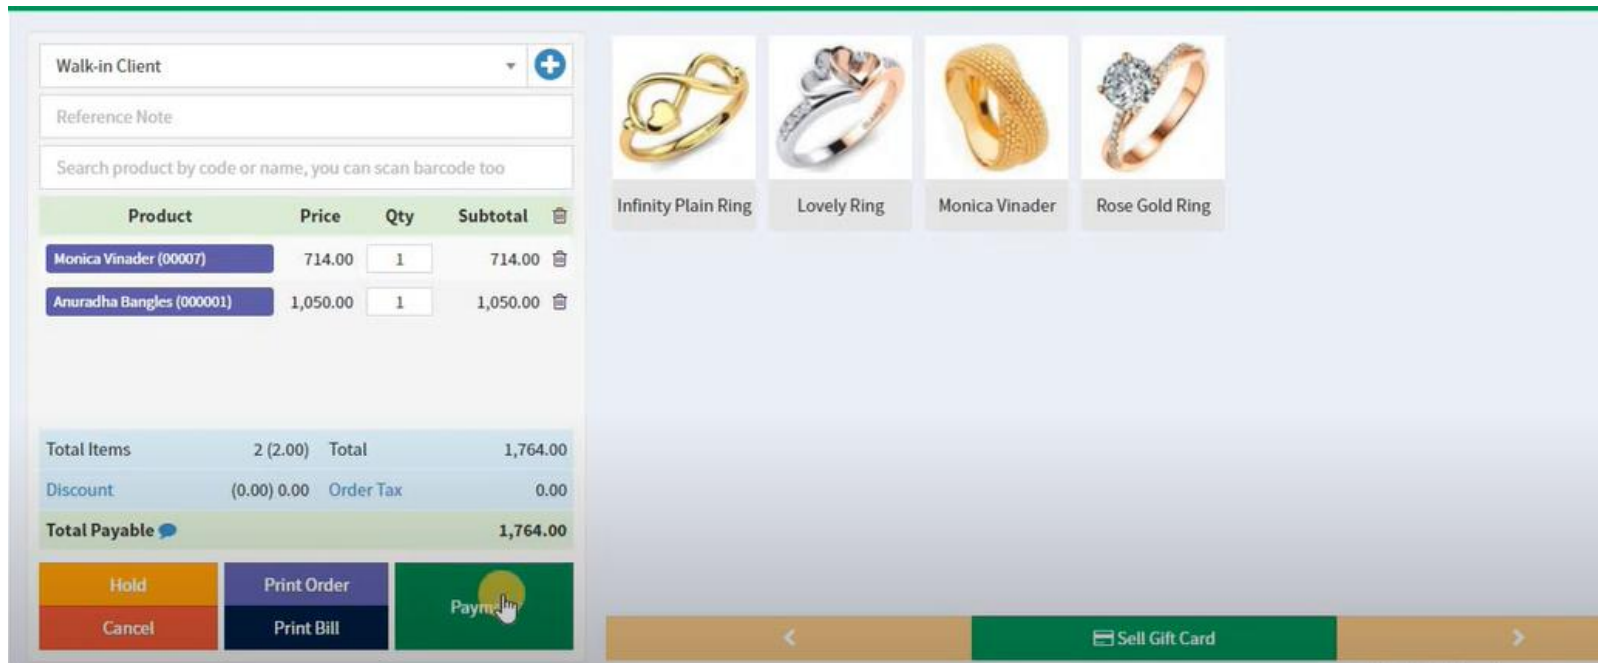 Walk-in Client
Reference Note
Search product by code or name, you can scan barcode too
Product Price Qty Subtotal
Monica Vinader (00007) 714.00 1 714.00
Anuradha Bangles (000001) 1,050.00 1 1,050.00
Total Items 2 (2.00) Total 1,764.00
Discount (0.00) 0.00 Order Tax 0.00
Total Payable 1,764.00
Hold Print Order
Cancel Print Bill
Infinity Plain Ring Lovely Ring Monica Vinader Rose Gold Ring
Sell Gift Card